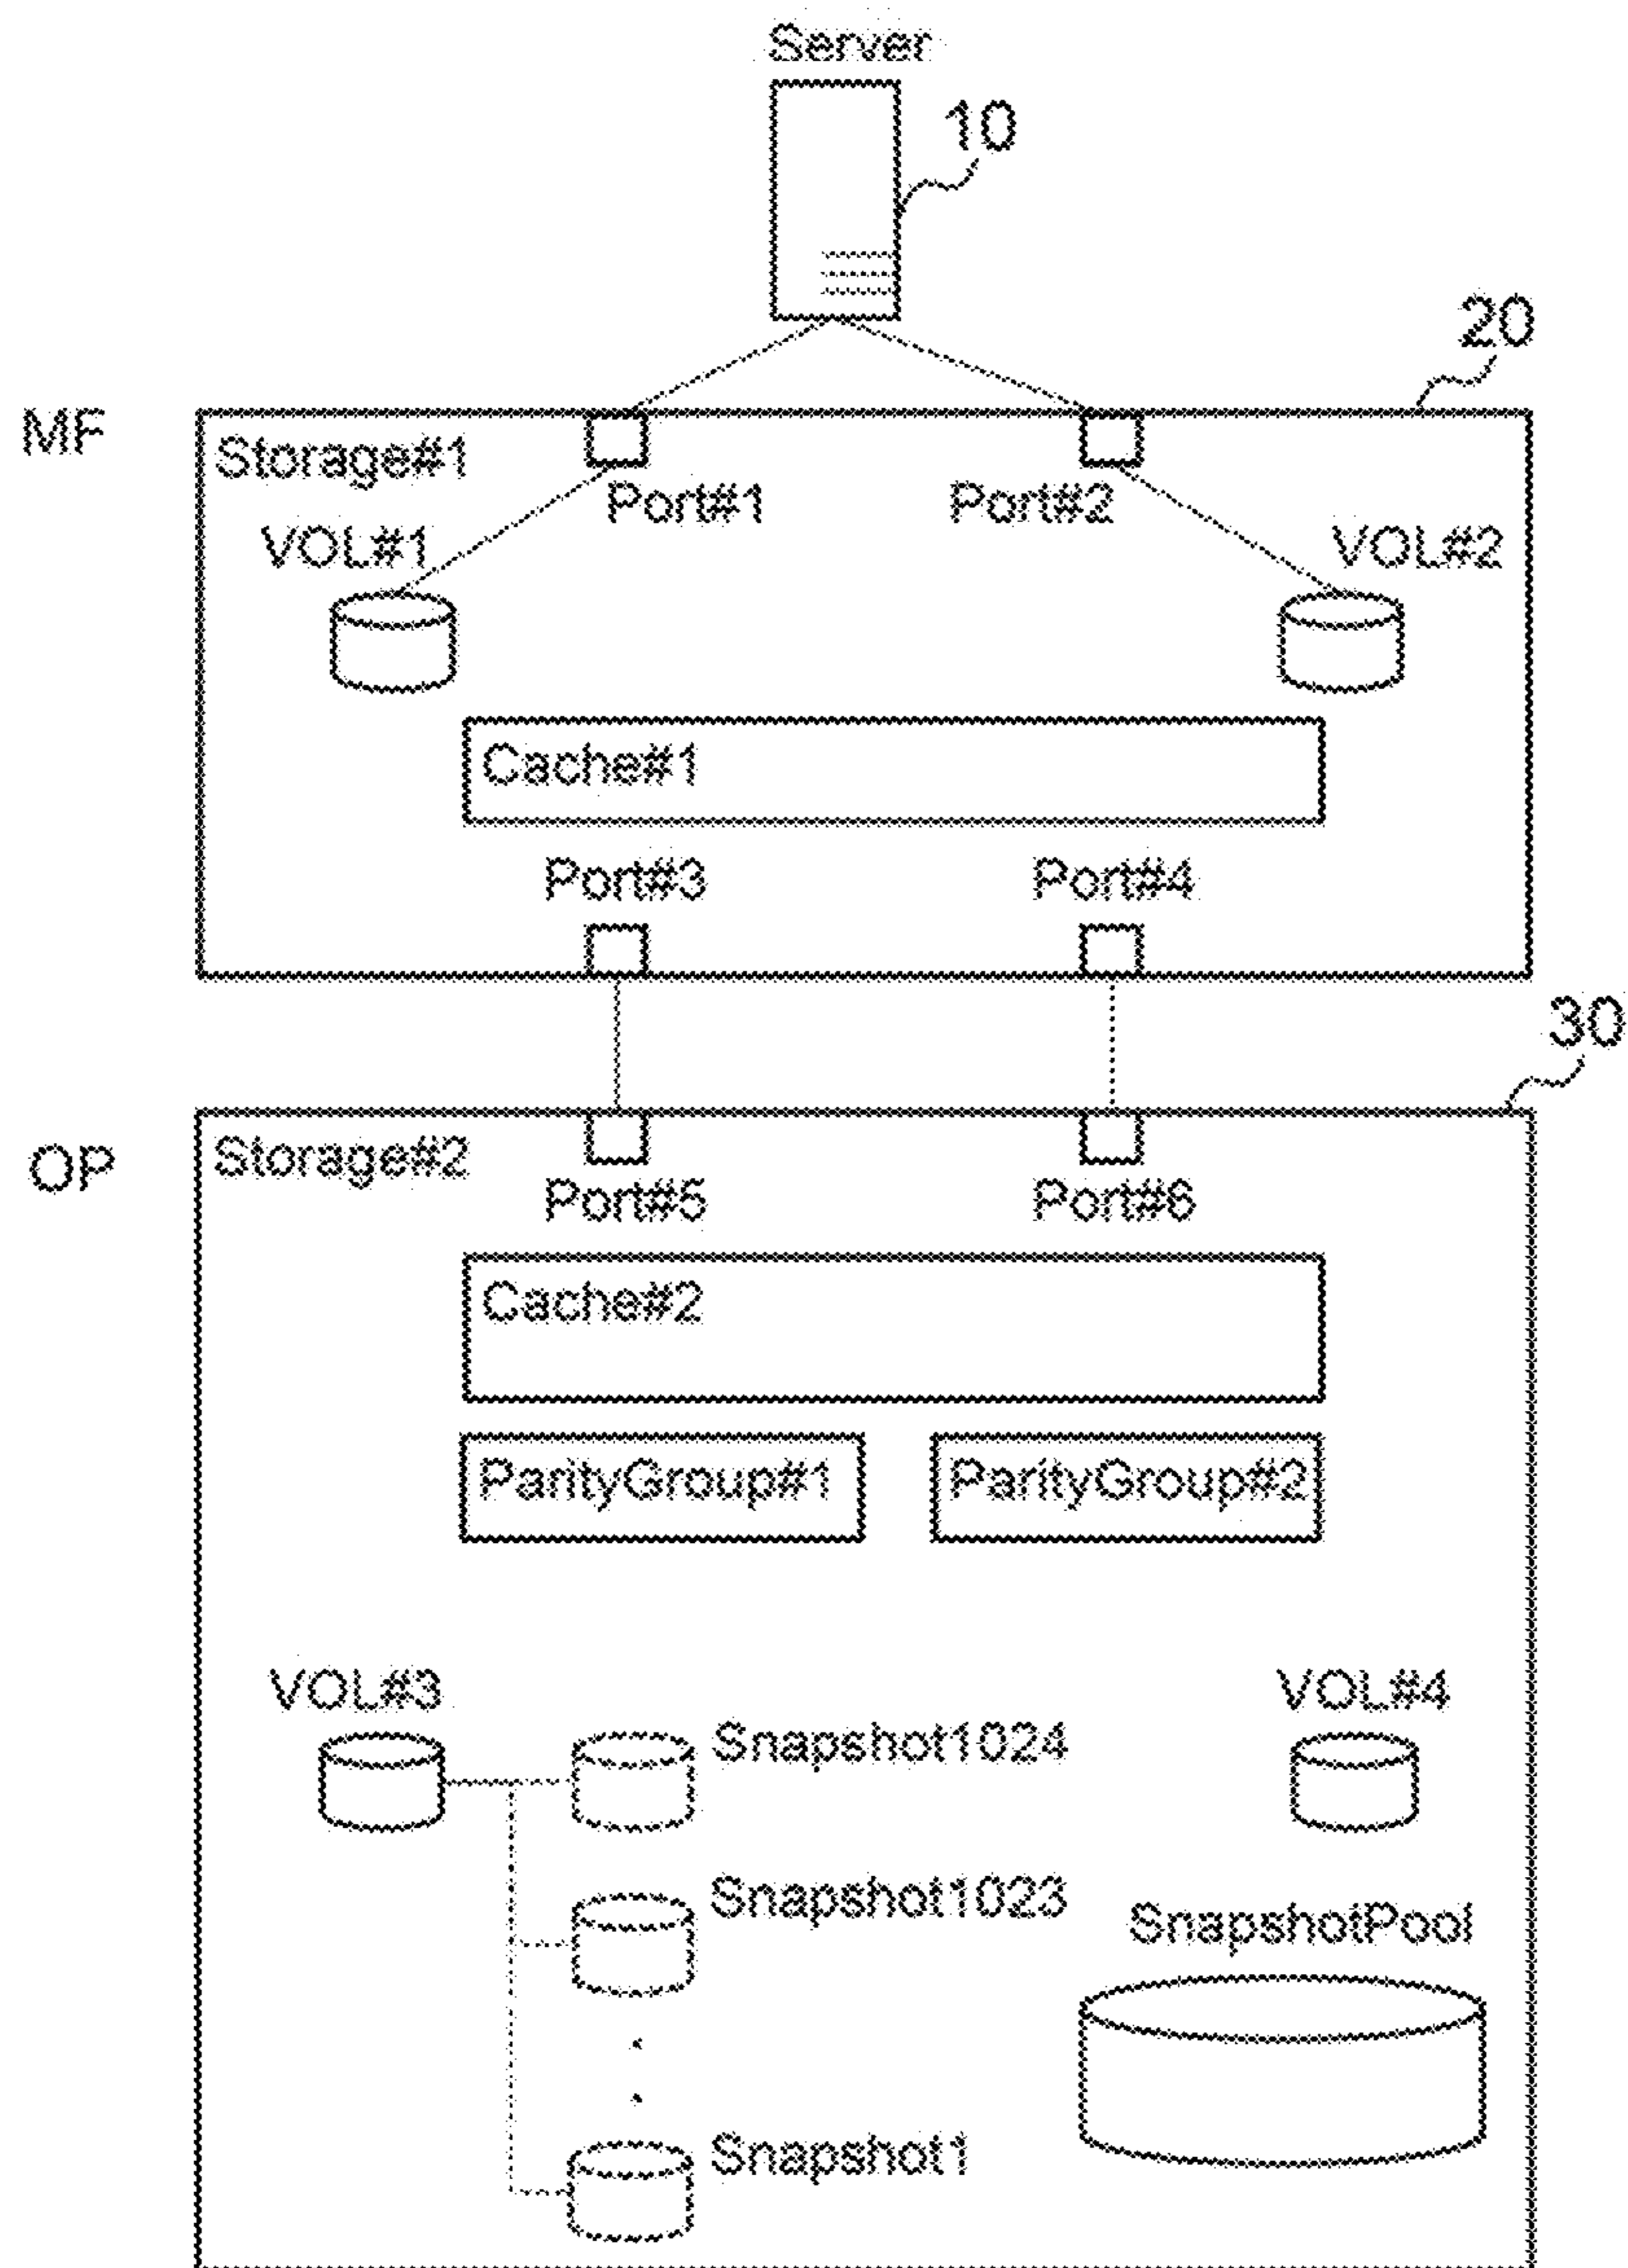 Server
10
20
MF
Storage#1
Port#1
Port#2
VOL#1
VOL#2
Cache#1
Port#3
Port#4
30
OP
Storage#2
Port#5
Port#6
Cache#2
ParityGroup#1
ParityGroup#2
VOL#3
VOL#4
Snapshot1024
Snapshot1023
SnapshotPool
Snapshot1